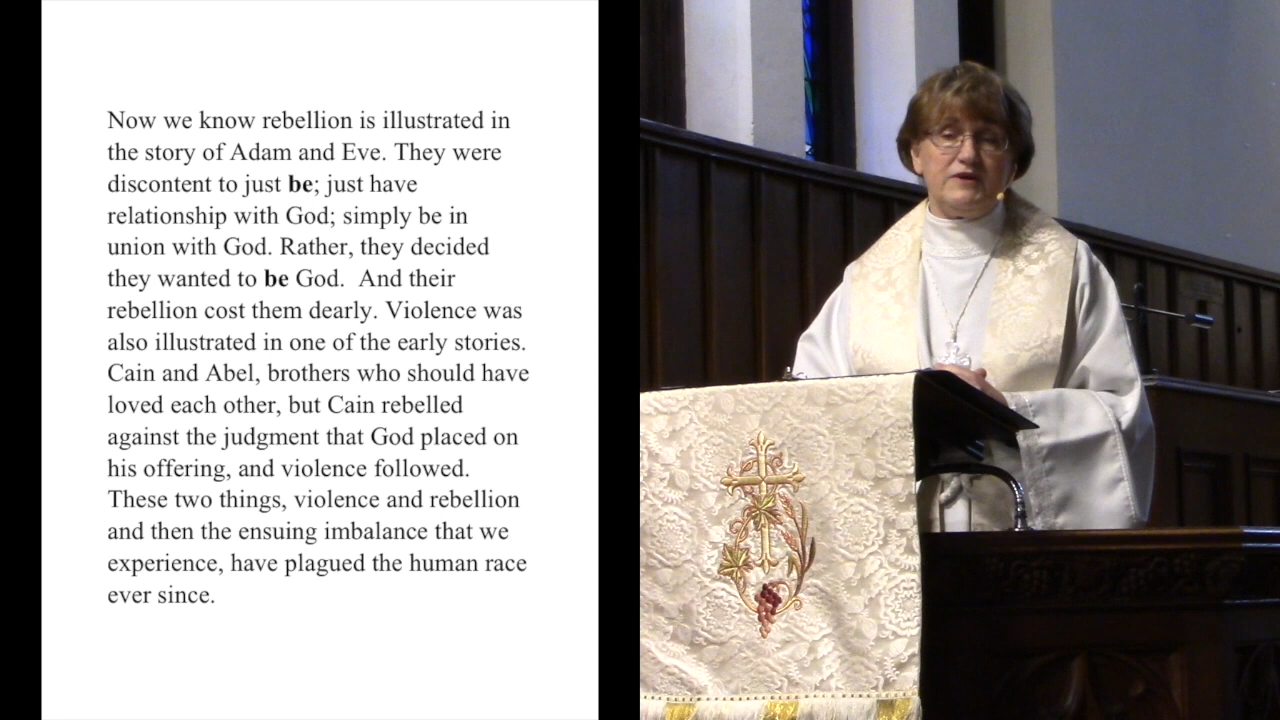 Now we know rebellion is illustrated in
the story of Adam and Eve. They were
discontent to just be; just have
relationship with God; simply be in
union with God. Rather, they decided
they wanted to be God.  And their
rebellion cost them dearly. Violence was
also illustrated in one of the early stories.
Cain and Abel, brothers who should have
loved each other, but Cain rebelled
against the judgment that God placed on
his offering, and violence followed.
These two things, violence and rebellion
and then the ensuing imbalance that we
experience, have plagued the human race
ever since.